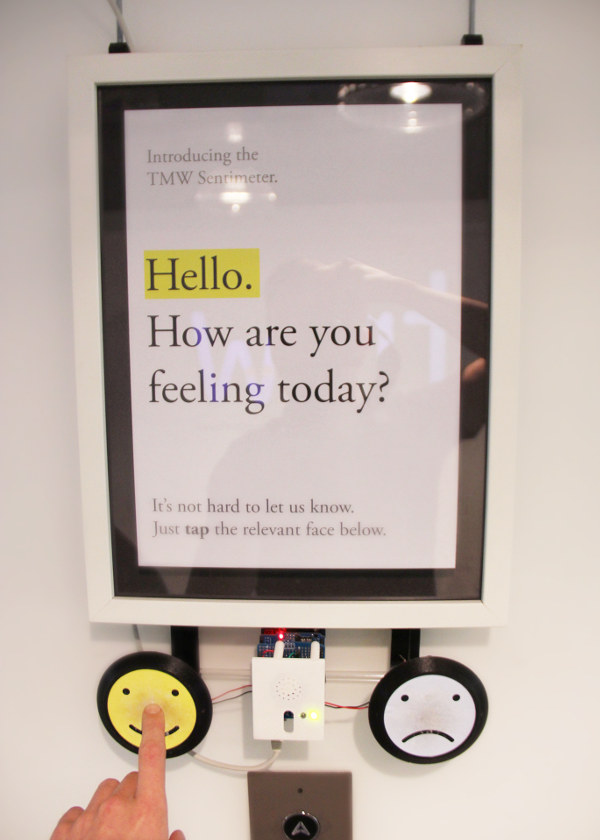 Introducing the
TMW Sentimeter.
Hello.
How are you
feeling today?
It's not hard to let us know.
Just tap the relevant face below.